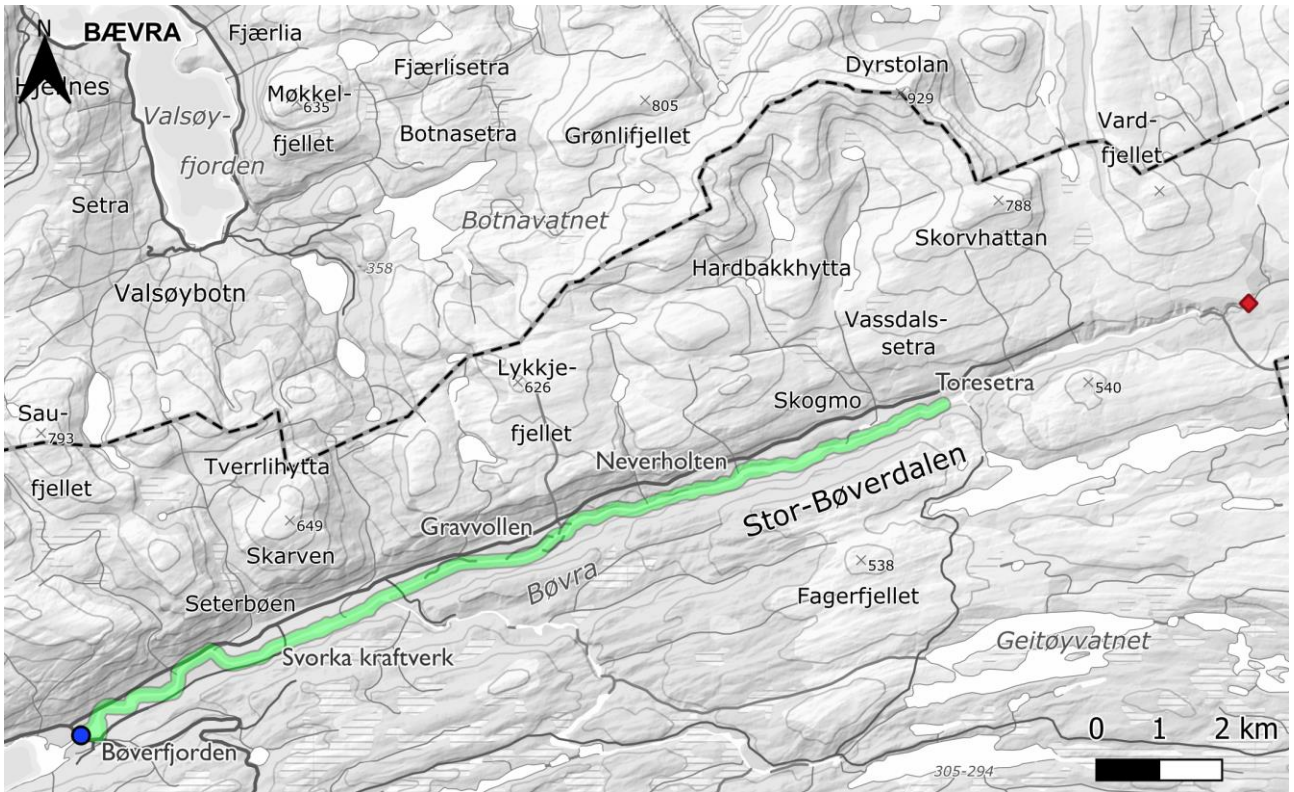 N
BÆVRA
Fjærlia
Hjellnes
Valsøy-
fjorden
Møkkel-
635
fjellet
Fjærlisetra
Botnasetra
805
Grønlifjellet
Dyrstolan
929
Vard-
fjellet
Setra
Botnavatnet
788
Skorvhattan
358
Hardbakkhytta
Valsøybotn
Vassdals-
setra
Lykkje-
626
fjellet
Toresetra
540
Skogmo
Sau-
793
fjellet
Tverrlihytta
Neverholten
Stor-Bøverdalen
649
Skarven
Gravvollen
538
Fagerfjellet
Bøvra
Seterbøen
Geitøyvatnet
Svorka kraftverk
Bøverfjorden
0 1 2 km
305-294